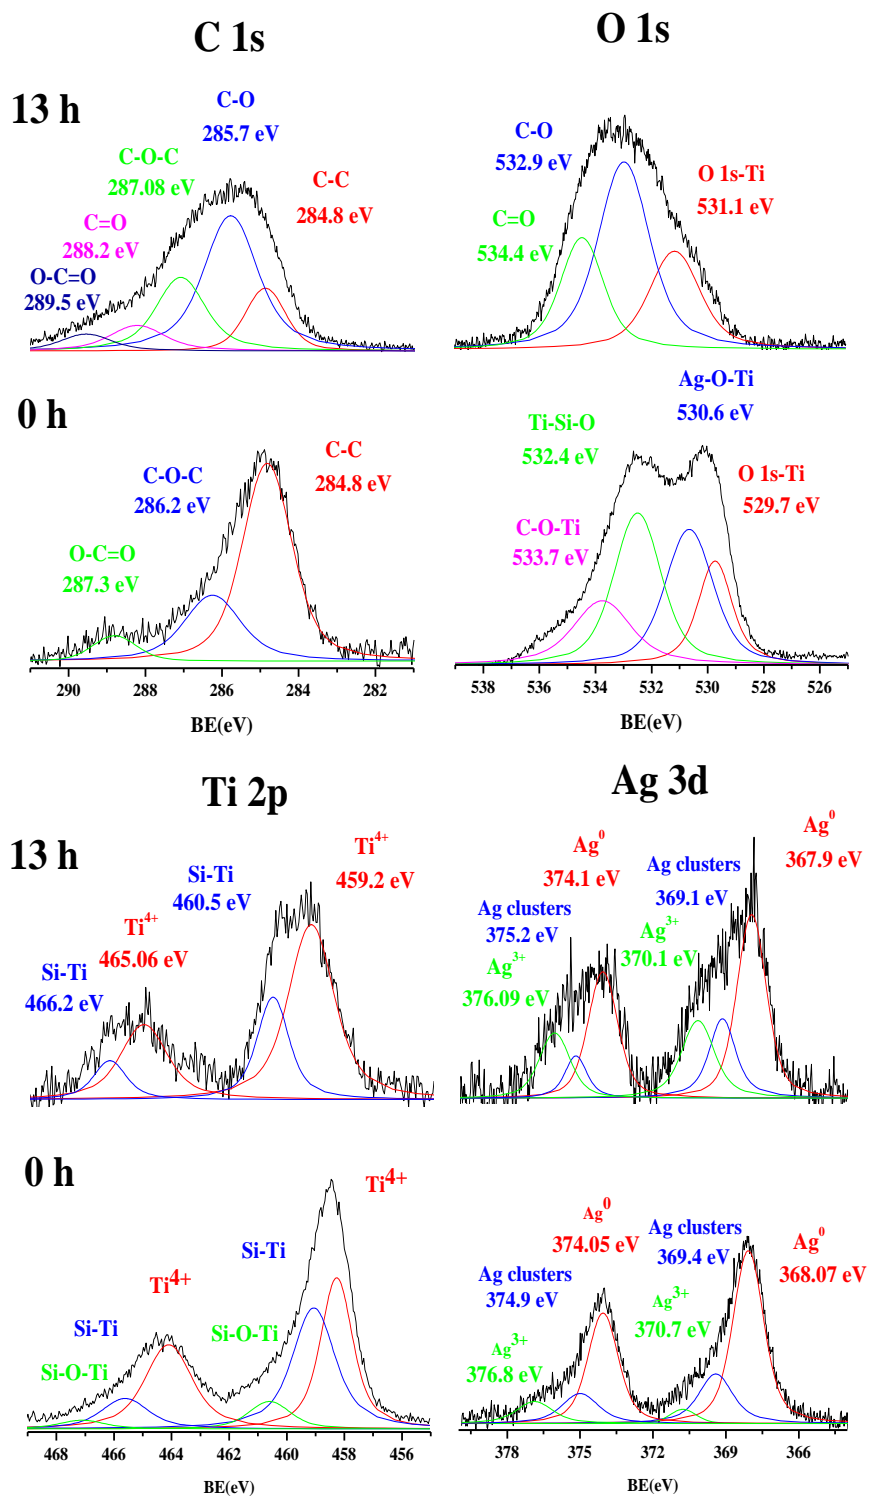 C 1s
O 1s
13 h
C-O
285.7 eV
C-O-C
287.08 eV
C-C
284.8 eV
C=O
288.2 eV
O-C=O
289.5 eV
C-O
532.9 eV
O 1s-Ti
531.1 eV
C=O
534.4 eV
0 h
C-C
284.8 eV
C-O-C
286.2 eV
O-C=O
287.3 eV
290 288 286 284 282
BE(eV)
Ag-O-Ti
530.6 eV
Ti-Si-O
532.4 eV
O 1s-Ti
529.7 eV
C-O-Ti
533.7 eV
538 536 534 532 530 528 526
BE(eV)
Ti 2p
Ag 3d
13 h
Ti4+
459.2 eV
Si-Ti
460.5 eV
Ti4+
465.06 eV
Si-Ti
466.2 eV
Ag0
367.9 eV
Ag0
374.1 eV
Ag clusters
369.1 eV
Ag clusters
375.2 eV
Ag3+
370.1 eV
Ag3+
376.09 eV
0 h
Ti4+
Si-Ti
Ti4+
Si-Ti
Si-O-Ti
Si-O-Ti
468 466 464 462 460 458 456
BE(eV)
Ag0
374.05 eV
Ag clusters
369.4 eV
Ag0
368.07 eV
Ag clusters
374.9 eV
Ag3+
370.7 eV
Ag3+
376.8 eV
378 375 372 369 366
BE(eV)